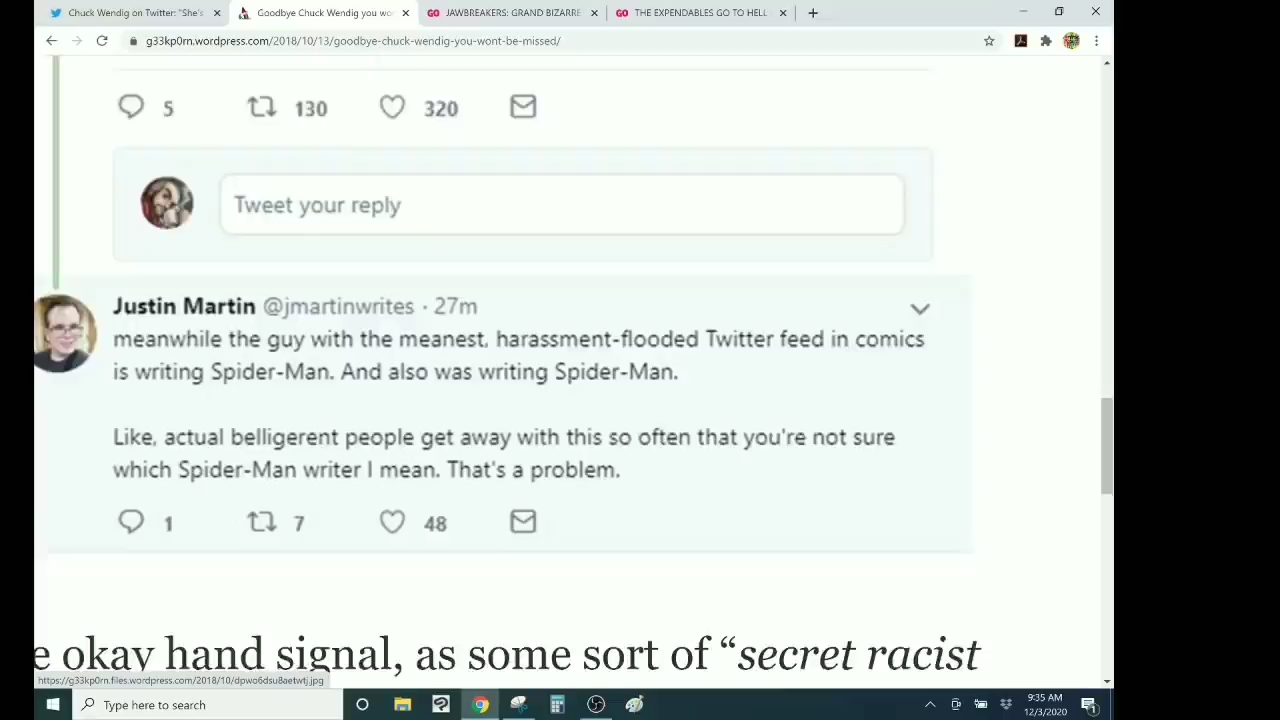 Chuck Wendig on Twitter: "She's
Goodbye Chuck Wendig you wo
GO JAWBREAKERS: GRAND BIZARRE
GO THE EXPENDABLES GO TO HELL
g33kp0rn.wordpress.com/2018/10/13/goodbye-chuck-wendig-you-wont-be-missed/
5 130 320
Tweet your reply
Justin Martin @jmartinwrites · 27m
meanwhile the guy with the meanest, harassment-flooded Twitter feed in comics
is writing Spider-Man. And also was writing Spider-Man.
Like, actual belligerent people get away with this so often that you're not sure
which Spider-Man writer I mean. That's a problem.
1 7 48
e okay hand signal, as some sort of “secret racist
https://g33kp0rn.files.wordpress.com/2018/10/dpwo6dsu8aetwtj.jpg
Type here to search
9:35 AM
12/3/2020
1